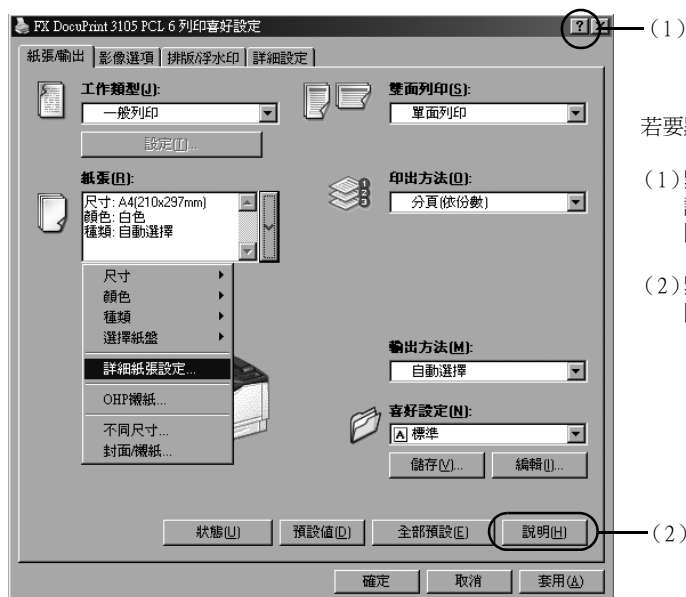 FX DocuPrint 3105 PCL 6 列印喜好設定
(1)
紙張/輸出 影像選項 排版/浮水印 詳細設定
工作類型(J):
一般列印
設定(T)...
雙面列印(S):
單面列印
若要
紙張(R):
尺寸: A4(210x297mm)
顏色: 白色
種類: 自動選擇
印出方法(O):
分頁(依份數)
(1)
(2)
尺寸
顏色
種類
選擇紙盤
詳細紙張設定...
OHP襯紙...
不同尺寸...
封面/襯紙...
輸出方法(M):
自動選擇
喜好設定(N):
A 標準
儲存(V)... 編輯(I)...
狀態(U) 預設值(D) 全部預設(E) 說明(H)
(2)
確定 取消 套用(A)